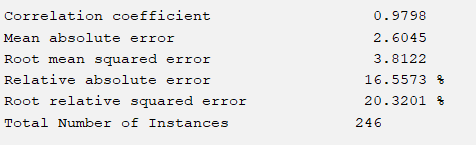 Correlation coefficient                  0.9798
Mean absolute error                      2.6045
Root mean squared error                  3.8122
Relative absolute error                 16.5573 %
Root relative squared error             20.3201 %
Total Number of Instances              246